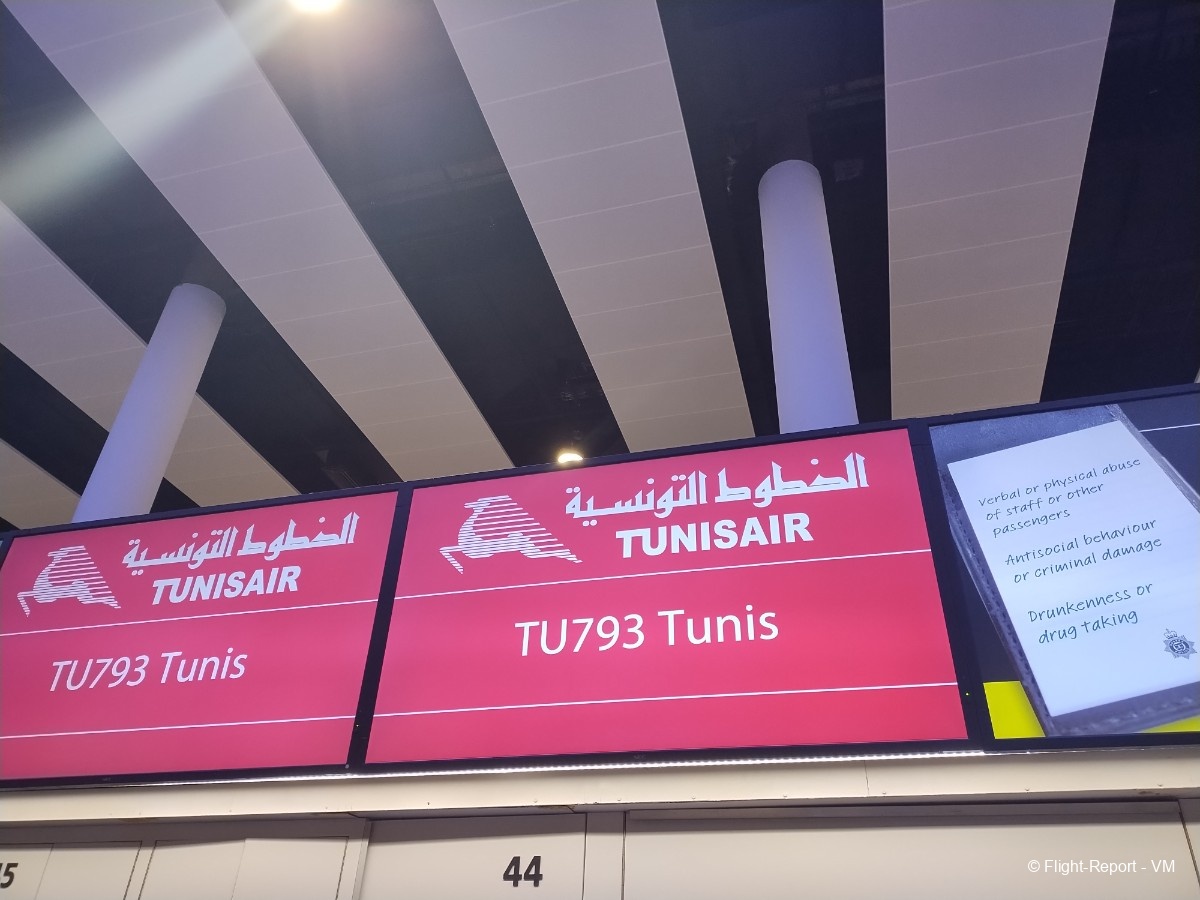 الخطوط التونسية
TUNISAIR
TU793 Tunis
الخطوط التونسية
TUNISAIR
TU793 Tunis
verbal or physical abuse
of staff or other
passengers
Antisocial behaviour
or criminal damage
Drunkenness or
drug taking
44
© Flight-Report - VM